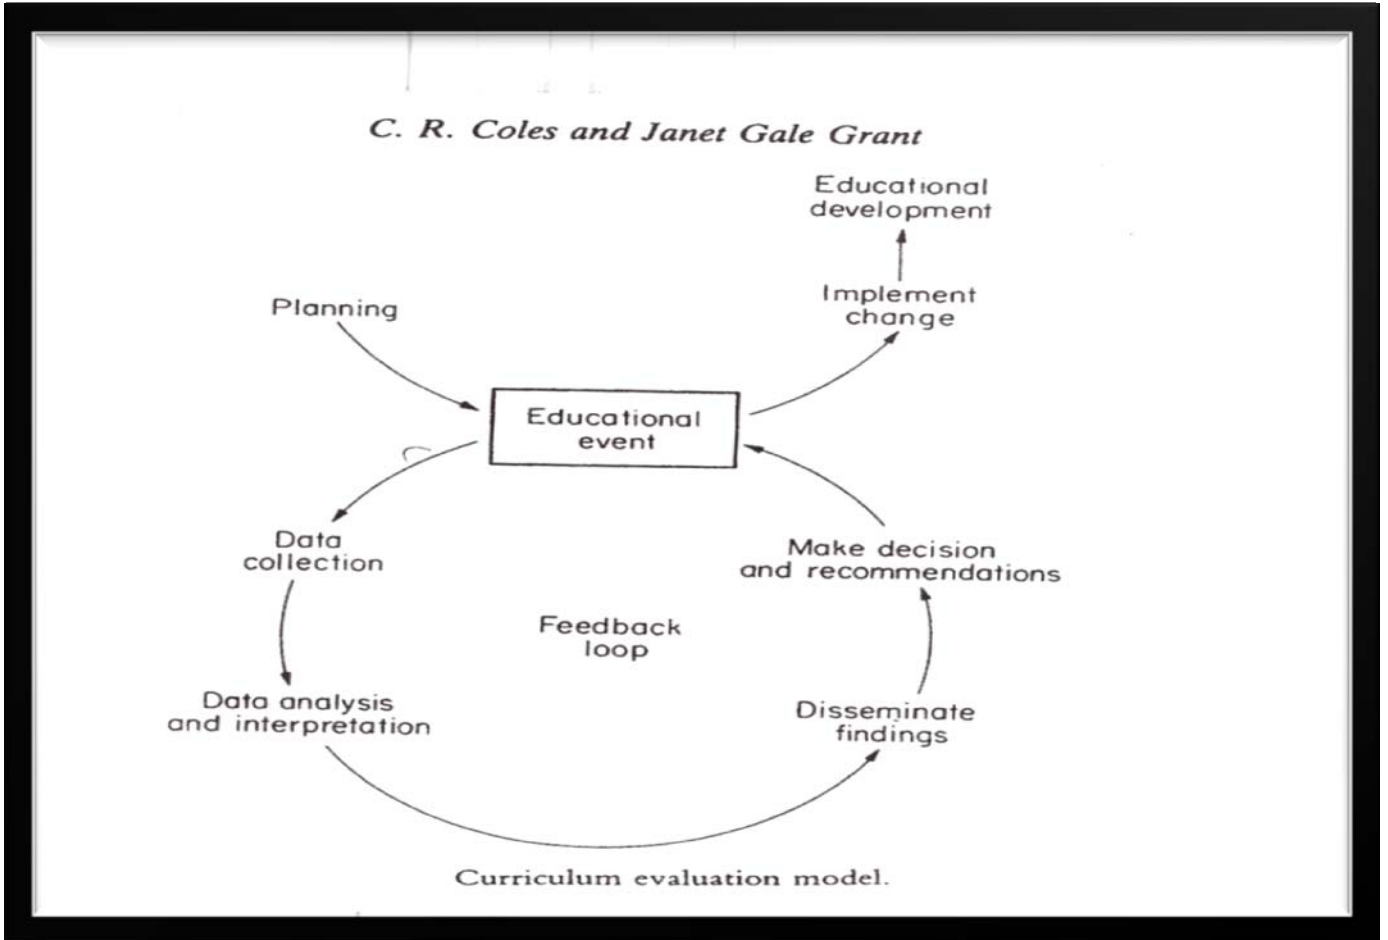 C. R. Coles and Janet Gale Grant
Educational
development
Implement
change
Planning
Educational
event
Data
collection
Make decision
and recommendations
Feedback
loop
Data analysis
and interpretation
Disseminate
findings
Curriculum evaluation model.